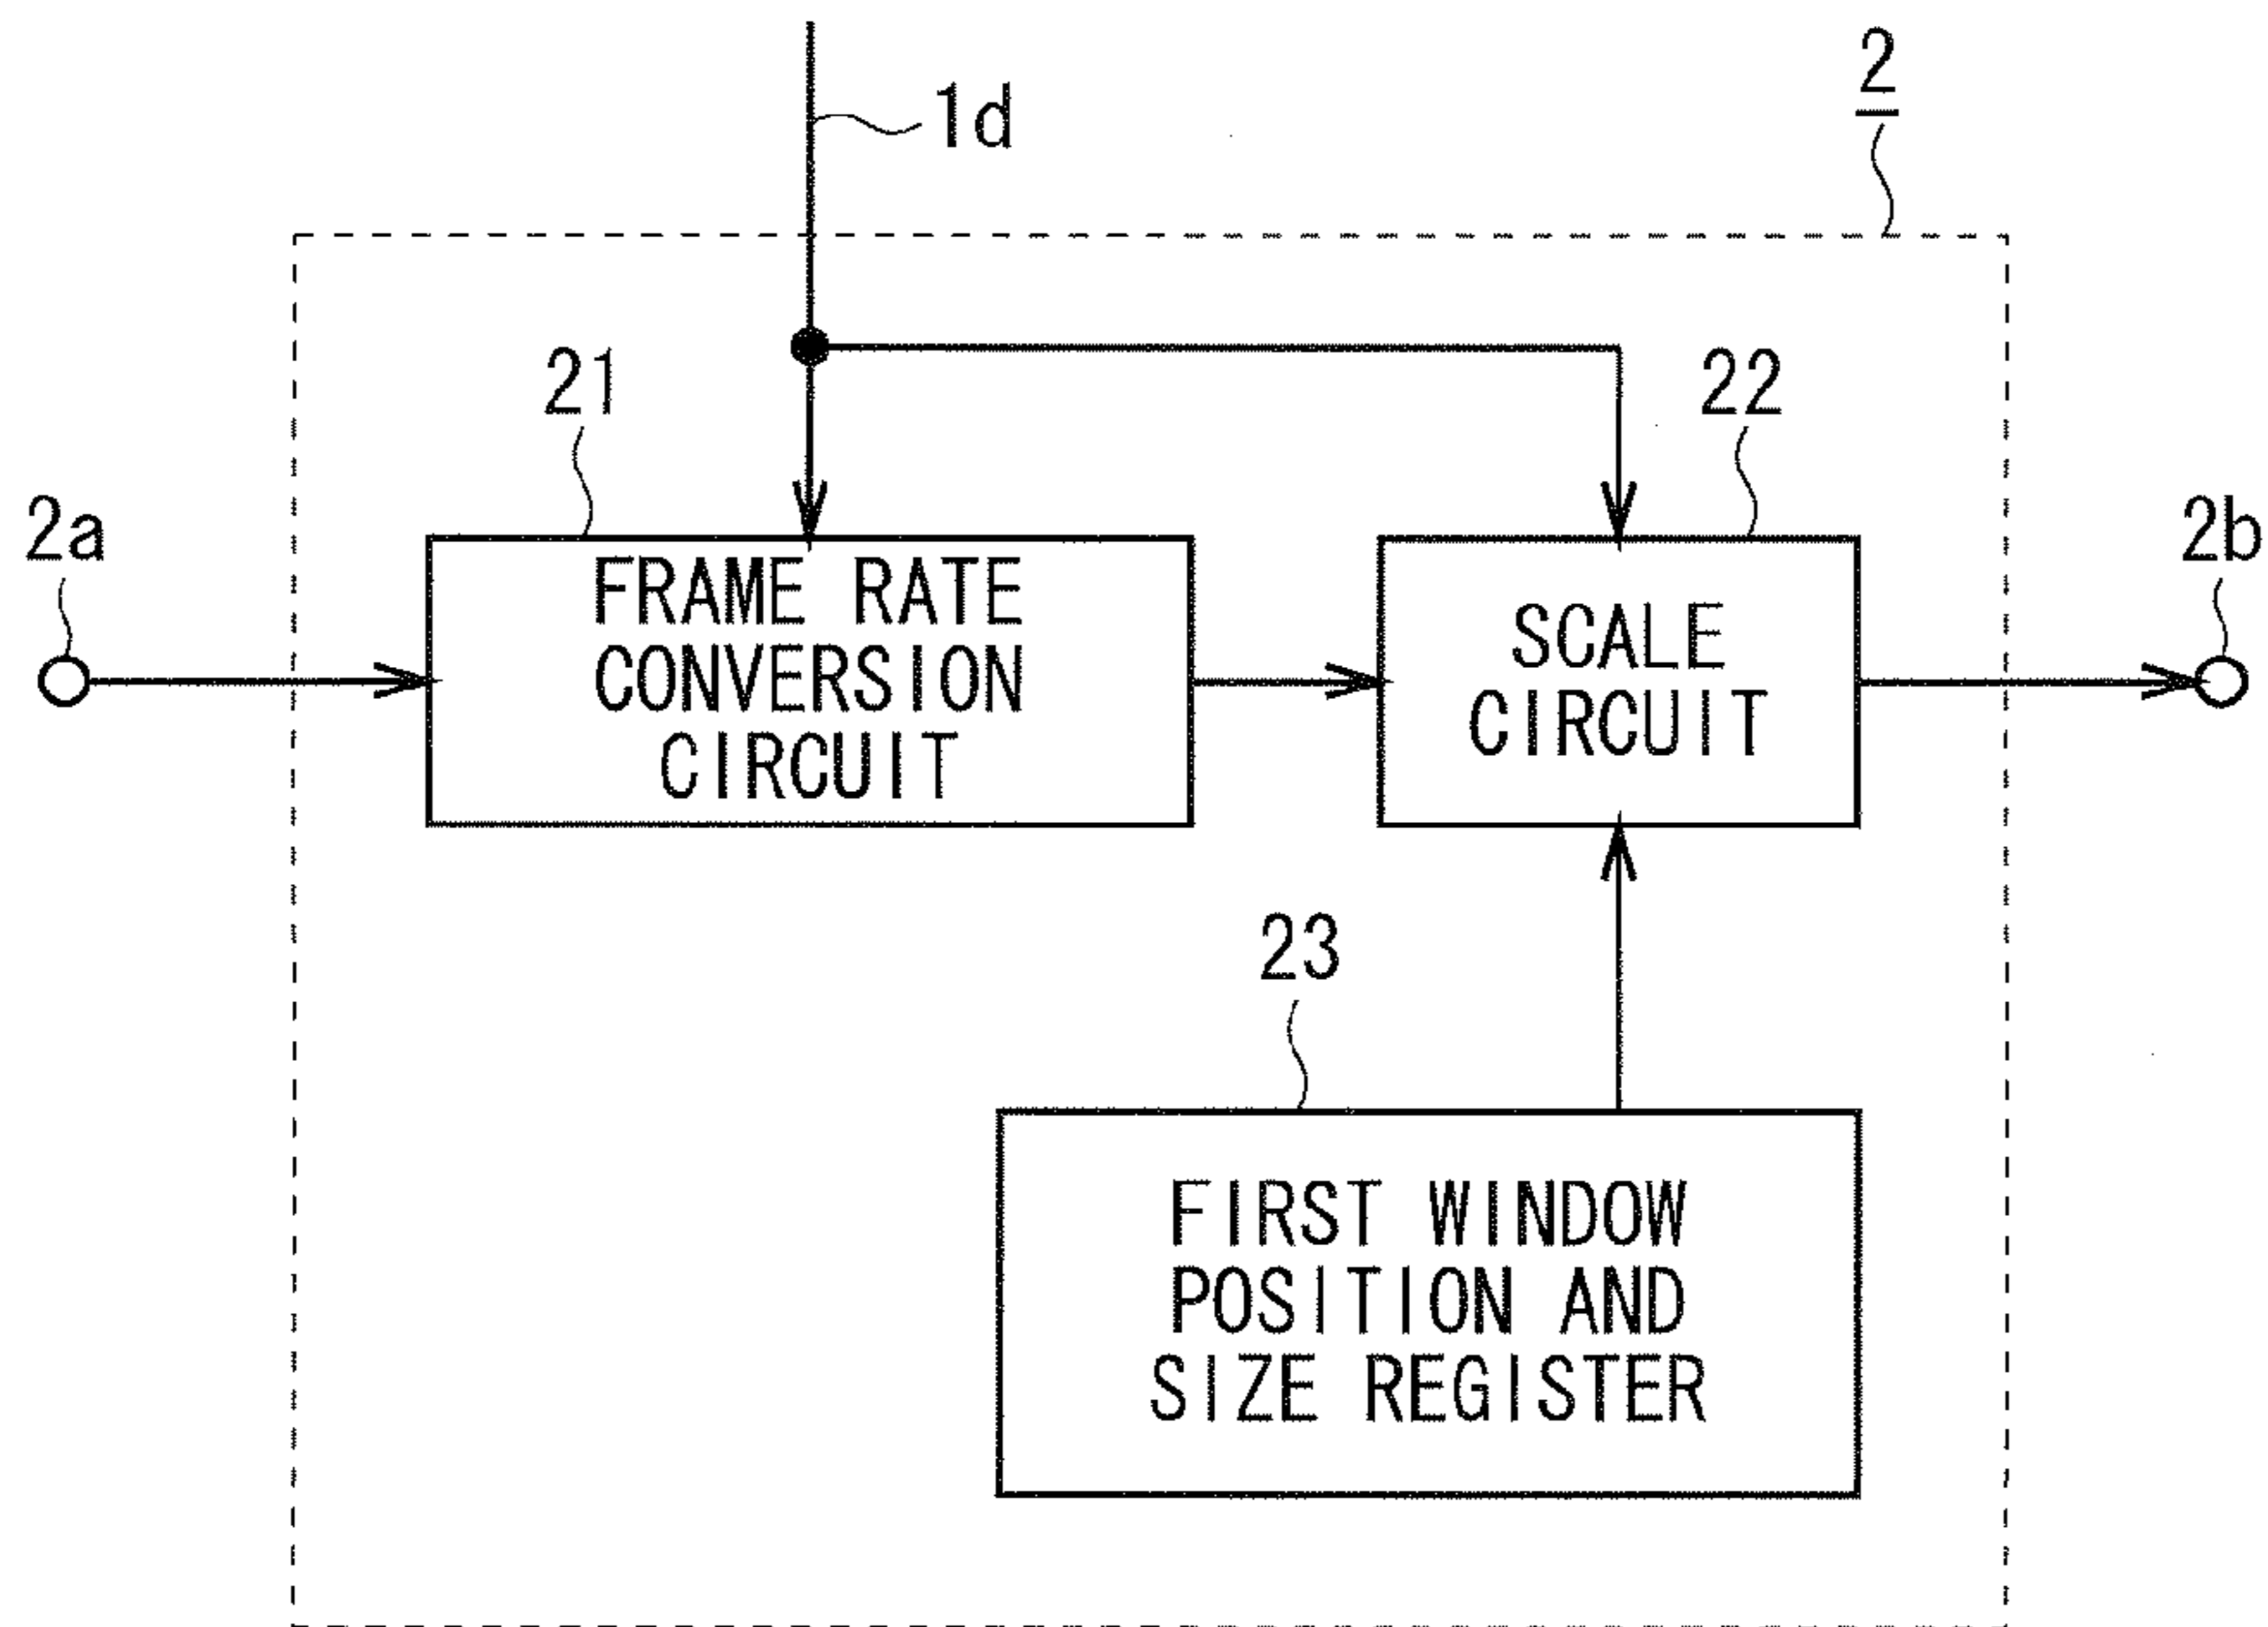 2
1d
21
22
2a
2b
FRAME RATE
CONVERSION
CIRCUIT
SCALE
CIRCUIT
23
FIRST WINDOW
POSITION AND
SIZE REGISTER